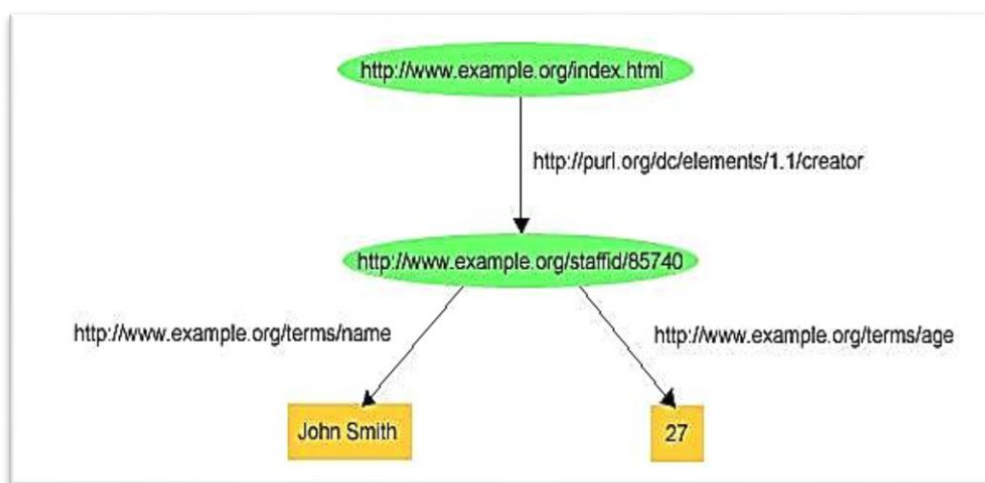 http://www.example.org/index.html
http://purl.org/dc/elements/1.1/creator
http://www.example.org/staffid/85740
http://www.example.org/terms/name
http://www.example.org/terms/age
John Smith
27